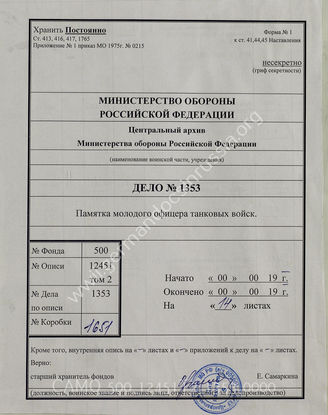 Хранить Постоянно
Форма № 1
Ст. 413, 416, 417, 1765
к ст. 41,44,45 Наставления
Приложение № 1 приказ МО 1975г. № 0215
несекретно
(гриф секретности)
МИНИСТЕРСТВО ОБОРОНЫ
РОССИЙСКОЙ ФЕДЕРАЦИИ
Центральный архив
Министерства обороны Российской Федерации
(наименование воинской части, учреждения)
ДЕЛО № 1353
Памятка молодого офицера танковых войск.
№ Фонда 500
№ Описи 12451
том 2
№ Дела 1353
по описи
№ Коробки 1651
Начато « 00 » 00 19 г.
Окончено « 00 » 00 19 г.
На «14» листах
Кроме того, внутренняя опись на «–» листах и «–» приложений к делу на « – » листах.
Верно:
старший хранитель фондов
Е. Самаркина
(должность, воинское звание и подпись лица, ответственного за делопроизводство)